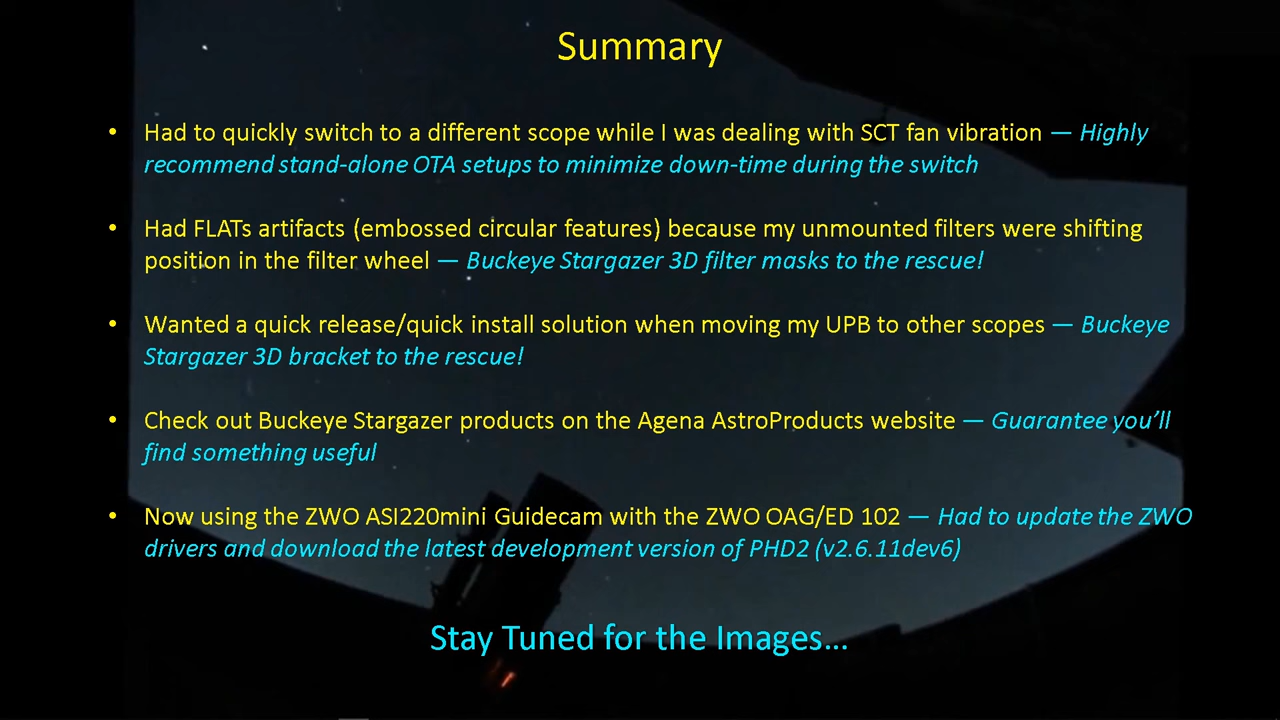 Summary
• Had to quickly switch to a different scope while I was dealing with SCT fan vibration — Highly
recommend stand-alone OTA setups to minimize down-time during the switch
• Had FLATs artifacts (embossed circular features) because my unmounted filters were shifting
position in the filter wheel — Buckeye Stargazer 3D filter masks to the rescue!
• Wanted a quick release/quick install solution when moving my UPB to other scopes — Buckeye
Stargazer 3D bracket to the rescue!
• Check out Buckeye Stargazer products on the Agena AstroProducts website — Guarantee you’ll
find something useful
• Now using the ZWO ASI220mini Guidecam with the ZWO OAG/ED 102 — Had to update the ZWO
drivers and download the latest development version of PHD2 (v2.6.11dev6)
Stay Tuned for the Images…